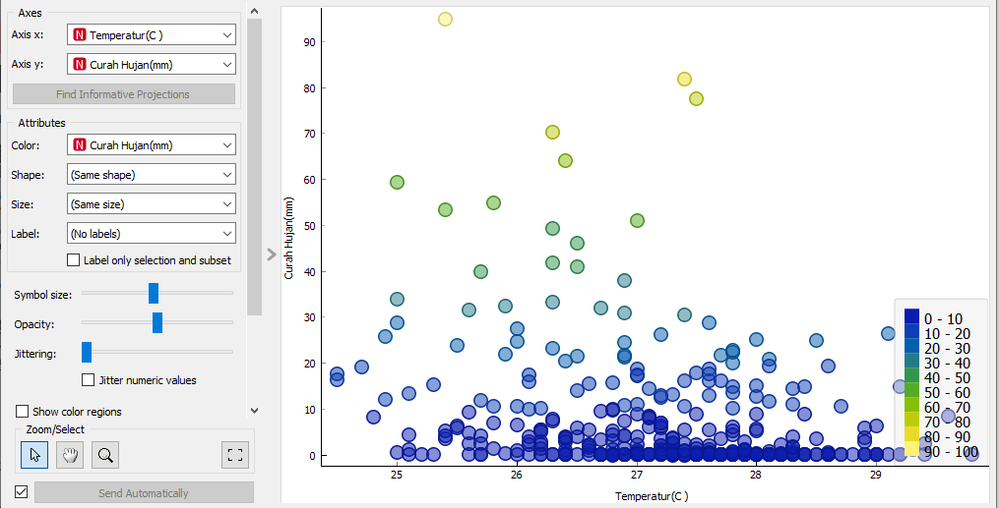 Axes
Axis x: N Temperatur(C )
Axis y: N Curah Hujan(mm)
Find Informative Projections
Attributes
Color: N Curah Hujan(mm)
Shape: (Same shape)
Size: (Same size)
Label: (No labels)
Label only selection and subset
Symbol size:
Opacity:
Jittering:
Jitter numeric values
Show color regions
Zoom/Select
Send Automatically
Curah Hujan(mm)
90
80
70
60
50
40
30
20
10
0
25 26 27 28 29
Temperatur(C )
0 - 10
10 - 20
20 - 30
30 - 40
40 - 50
50 - 60
60 - 70
70 - 80
80 - 90
90 - 100